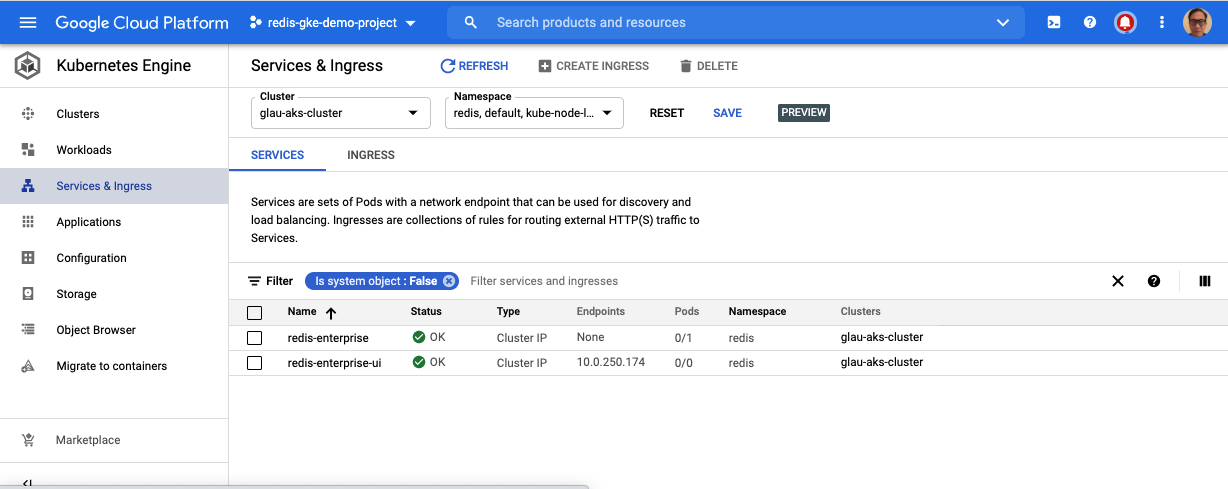 Google Cloud Platform
redis-gke-demo-project
Search products and resources
Kubernetes Engine
Services & Ingress
REFRESH
CREATE INGRESS
DELETE
Clusters
Workloads
Services & Ingress
Applications
Configuration
Storage
Object Browser
Migrate to containers
Marketplace
Cluster
glau-aks-cluster
Namespace
redis, default, kube-node-l...
RESET
SAVE
PREVIEW
SERVICES
INGRESS
Services are sets of Pods with a network endpoint that can be used for discovery and
load balancing. Ingresses are collections of rules for routing external HTTP(S) traffic to
Services.
Filter
Is system object : False
Filter services and ingresses
Name Status Type Endpoints Pods Namespace Clusters
redis-enterprise OK Cluster IP None 0/1 redis glau-aks-cluster
redis-enterprise-ui OK Cluster IP 10.0.250.174 0/0 redis glau-aks-cluster